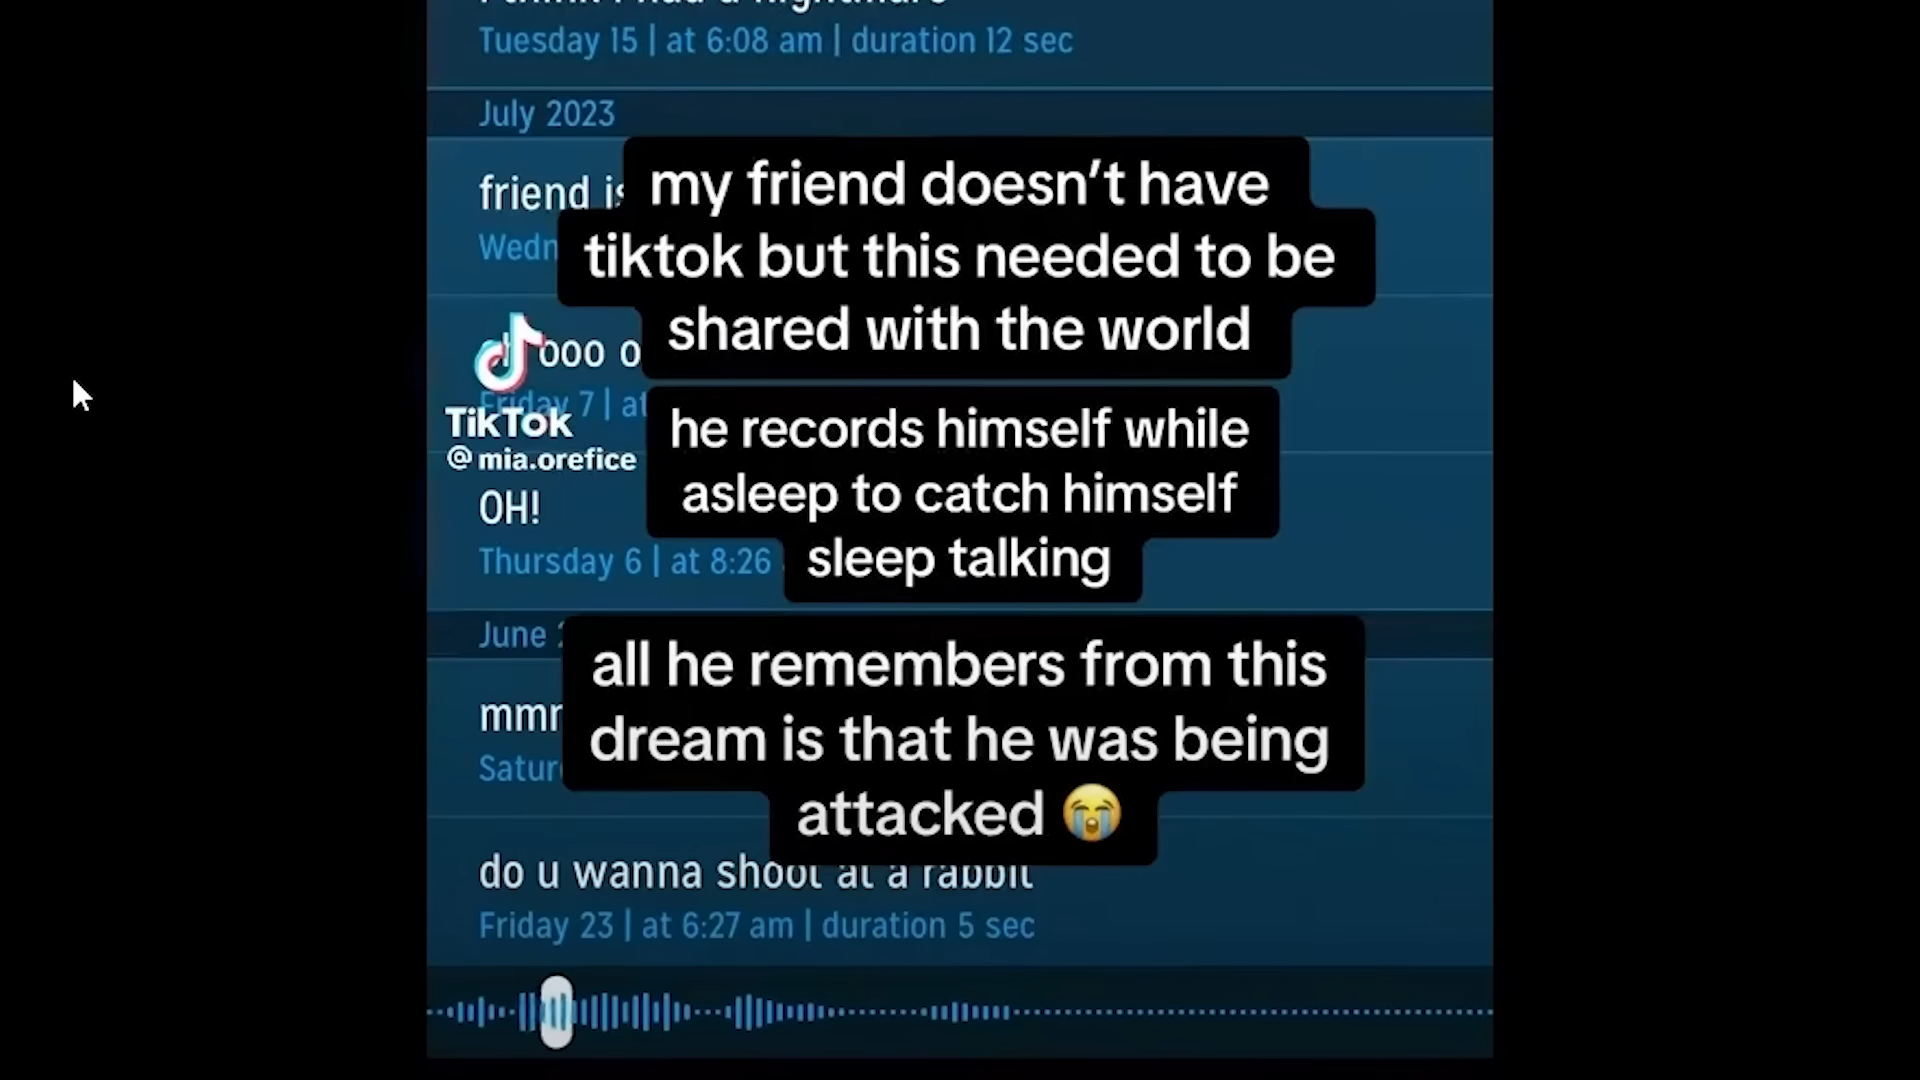 I think I had a nightmare
Tuesday 15 | at 6:08 am | duration 12 sec
July 2023
my friend doesn't have
tiktok but this needed to be
shared with the world
friend
Wedn
ooo
Friday 7 | at
TikTok
@mia.orefice
he records himself while
asleep to catch himself
sleep talking
OH!
Thursday 6 | at 8:26
June
all he remembers from this
dream is that he was being
attacked 😭
mmr
Satur
do u wanna shoot at a rabbit
Friday 23 | at 6:27 am | duration 5 sec